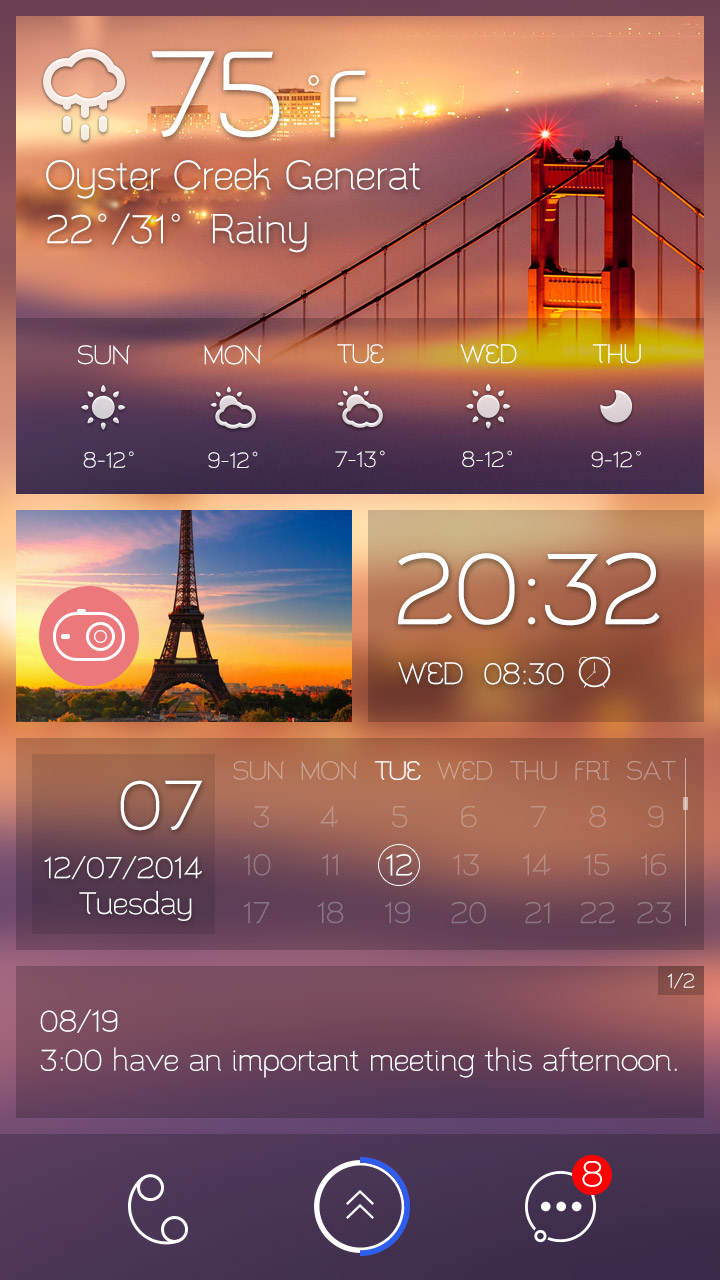 75°F
Oyster Creek Generat
22°/31° Rainy
SUN MON TUE WED THU
8-12° 9-12° 7-13° 8-12° 9-12°
20:32
WED 08:30
07
12/07/2014
Tuesday
SUN MON TUE WED THU FRI SAT
3 4 5 6 7 8 9
10 11 12 13 14 15 16
17 18 19 20 21 22 23
1/2
08/19
3:00 have an important meeting this afternoon.
8